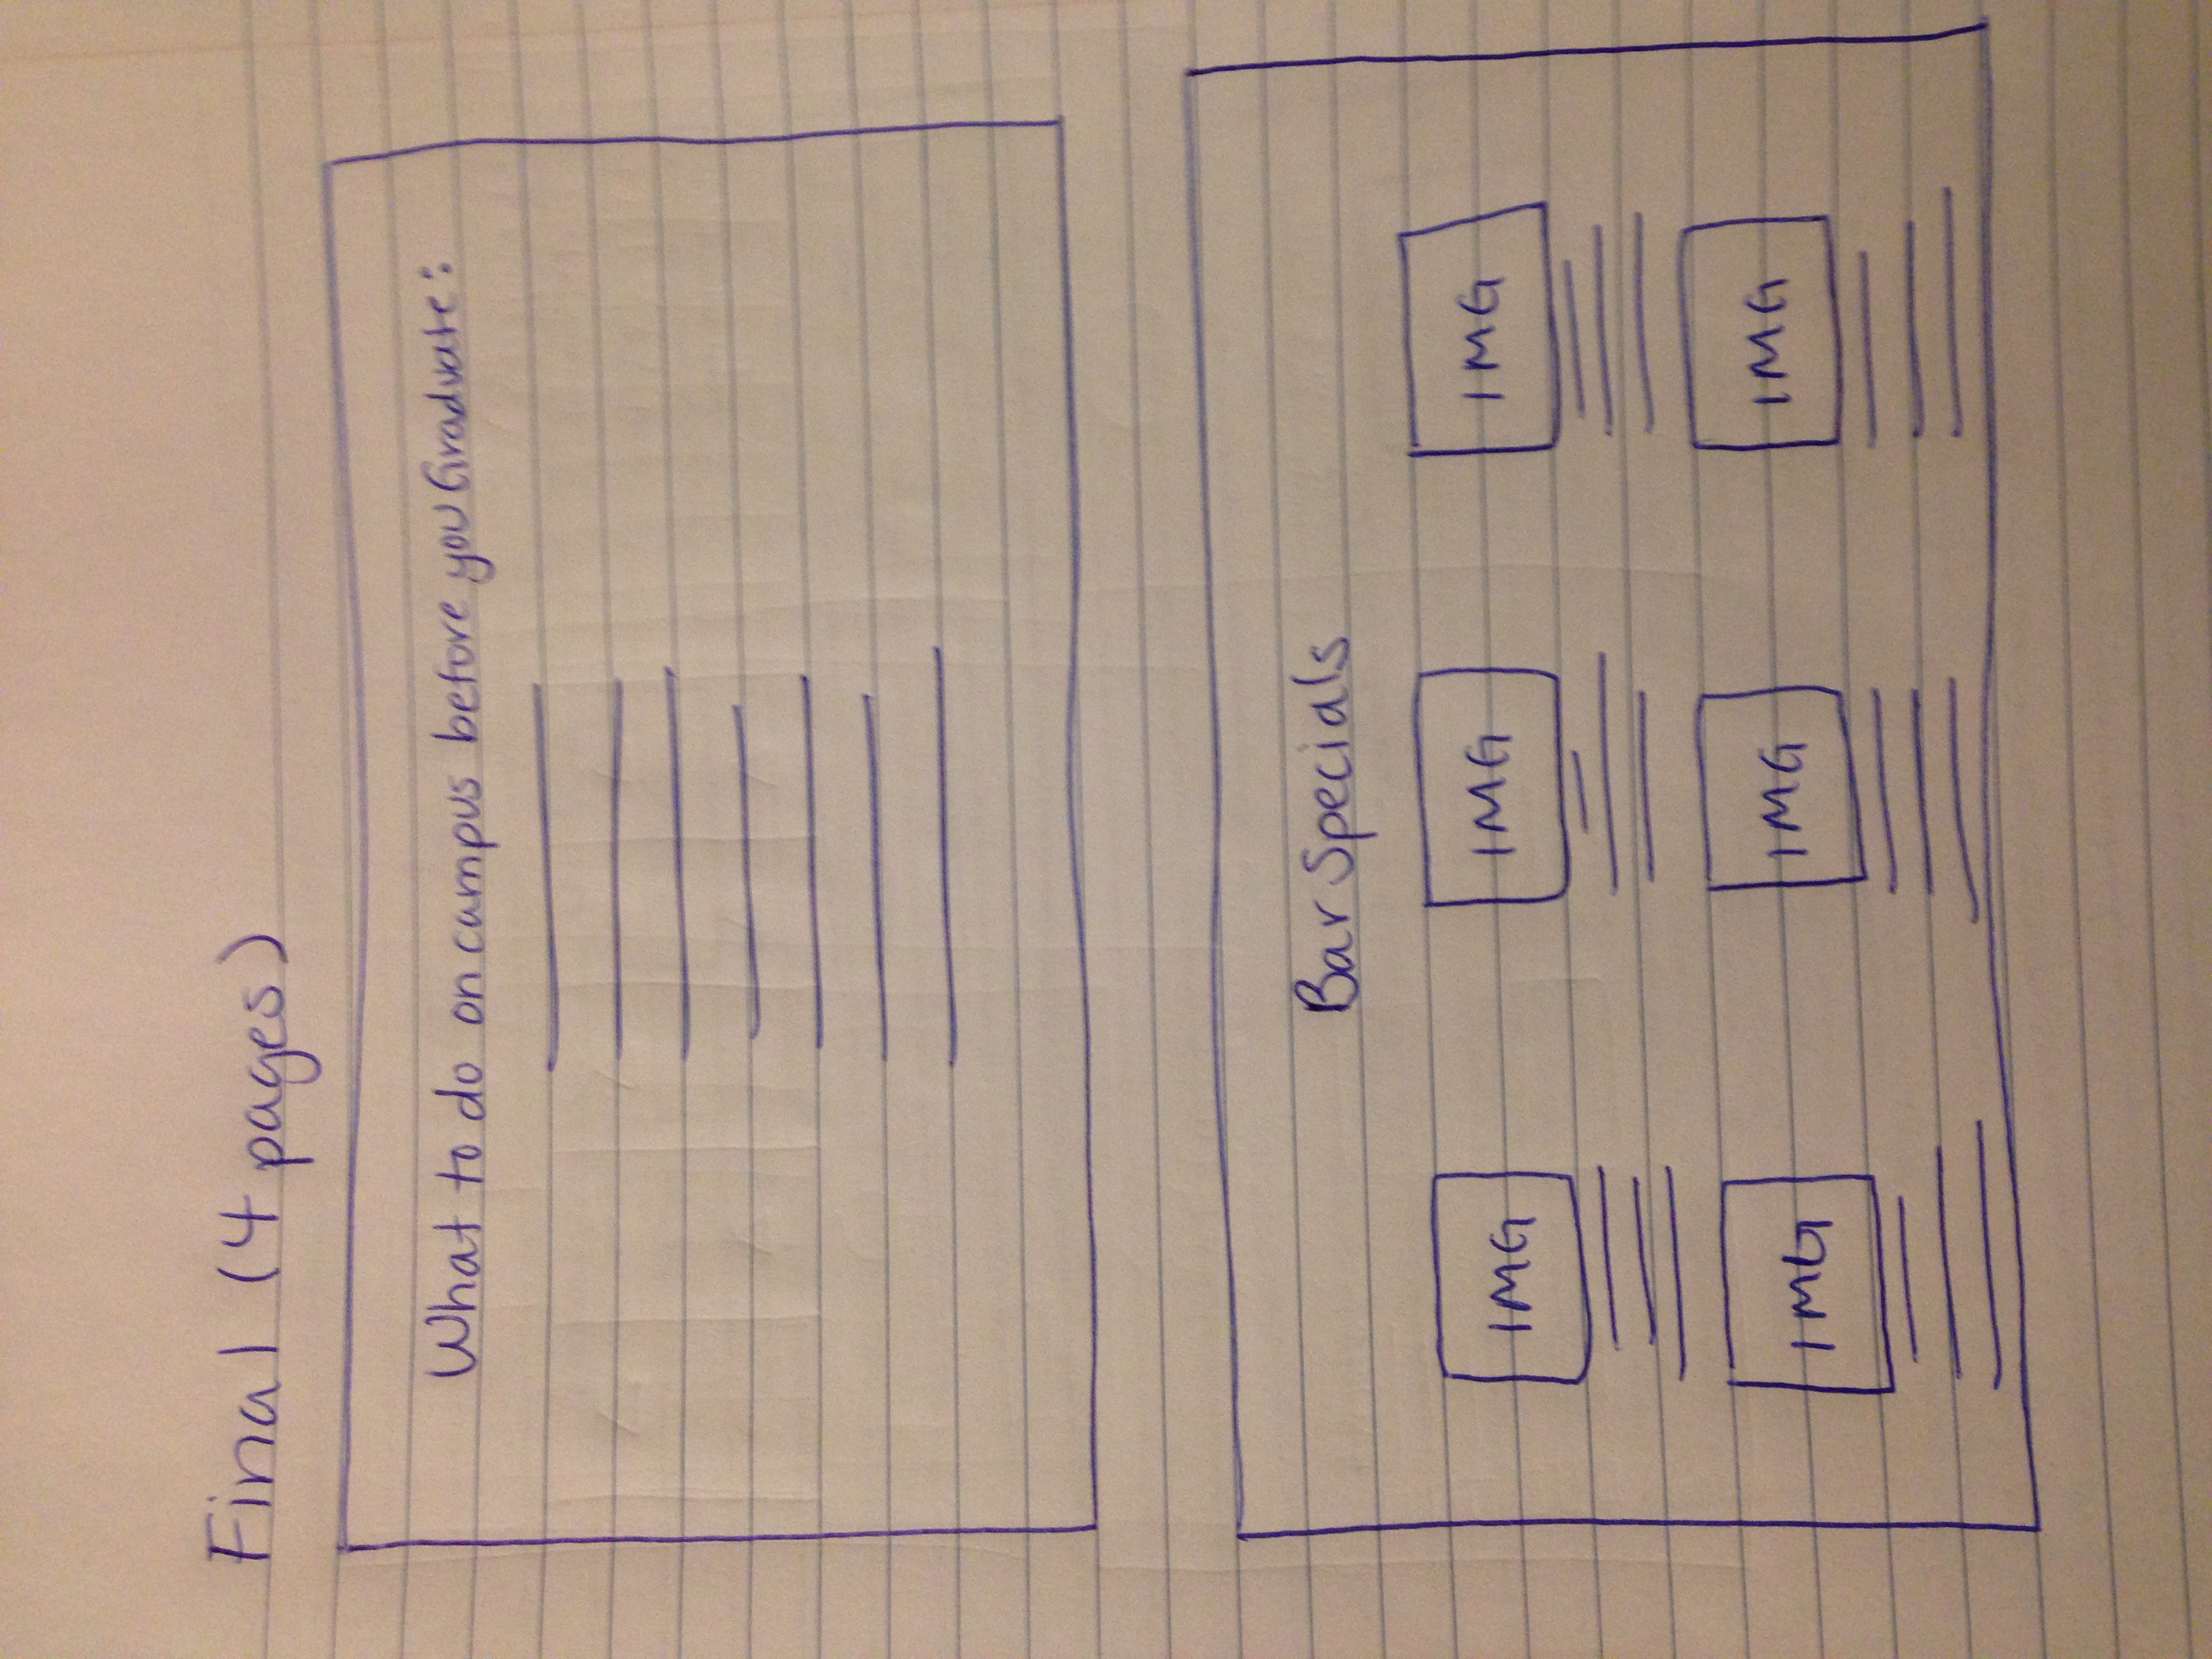 Final (4 pages)
What to do on campus before you Graduate:
Bar Specials
IMG IMG IMG
IMG IMG IMG